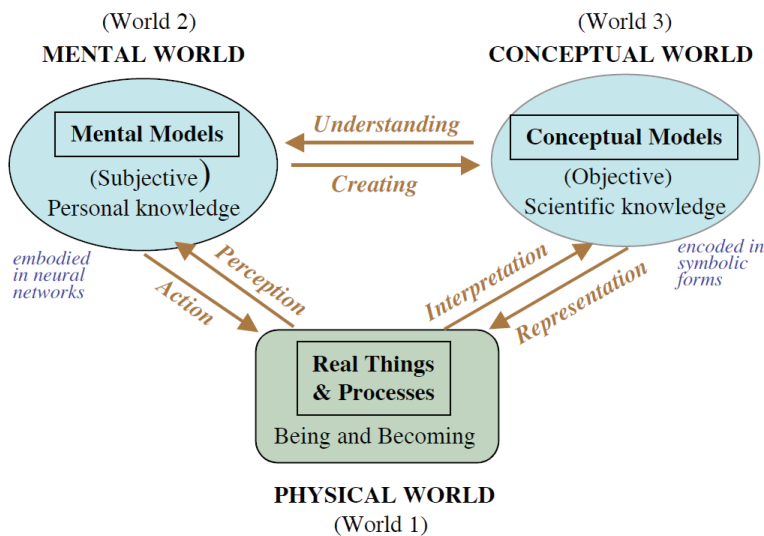 (World 2)
MENTAL WORLD
Mental Models
(Subjective)
Personal knowledge
embodied
in neural
networks
(World 3)
CONCEPTUAL WORLD
Conceptual Models
(Objective)
Scientific knowledge
encoded in
symbolic
forms
Understanding
Creating
Perception
Action
Interpretation
Representation
Real Things
& Processes
Being and Becoming
PHYSICAL WORLD
(World 1)